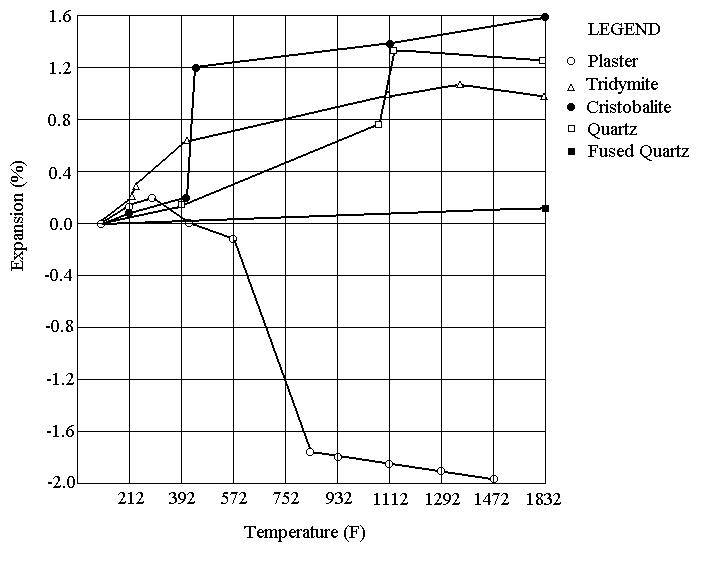 1.6
LEGEND
Plaster
1.2
Tridymite
Cristobalite
0.8
Quartz
Fused Quartz
0.4
Expansion (%)
0.0
-0.4
-0.8
-1.2
-1.6
-2.0
212 392 572 752 932 1112 1292 1472 1832
Temperature (F)